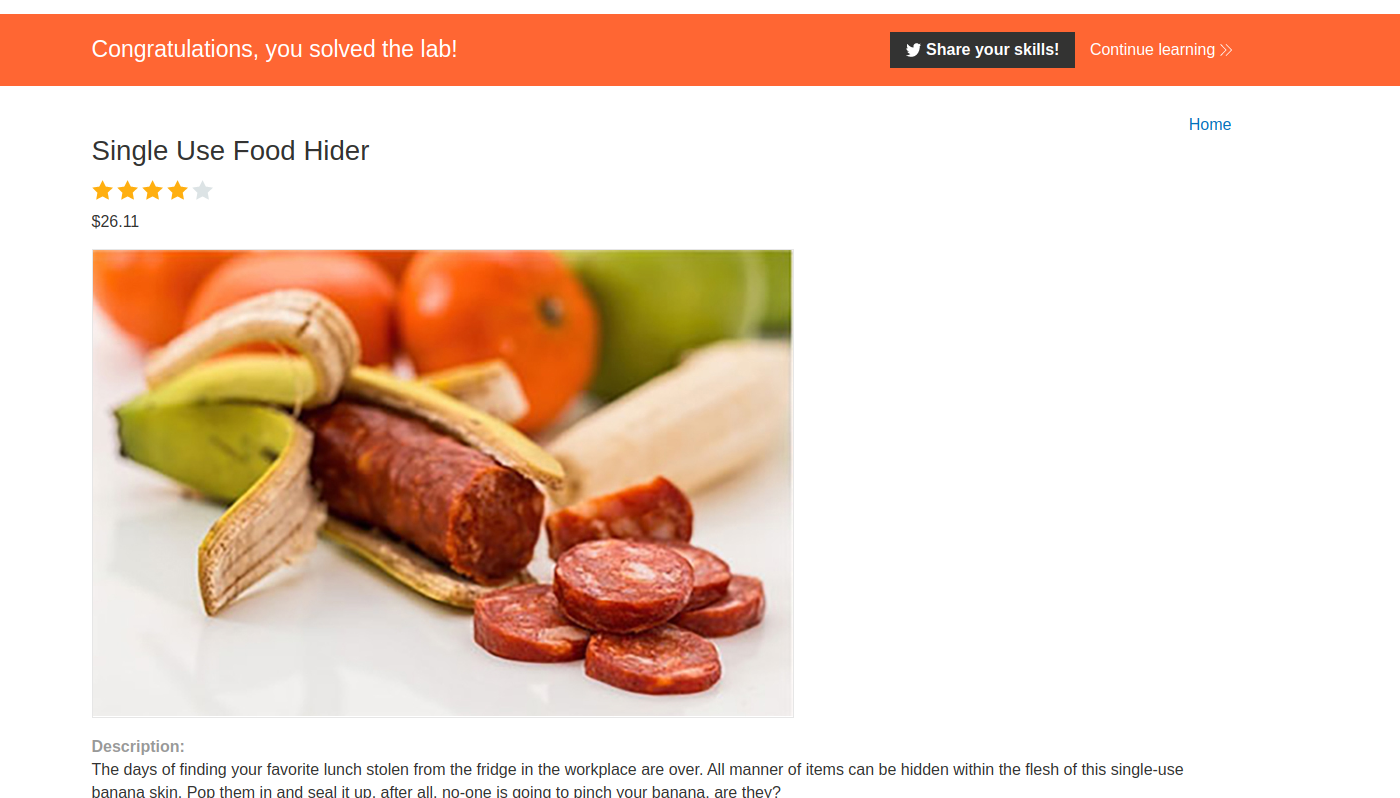 Congratulations, you solved the lab!
Share your skills!
Continue learning
Home
Single Use Food Hider
$26.11
Description:
The days of finding your favorite lunch stolen from the fridge in the workplace are over. All manner of items can be hidden within the flesh of this single-use
banana skin. Pop them in and seal it up, after all, no-one is going to pinch your banana, are they?